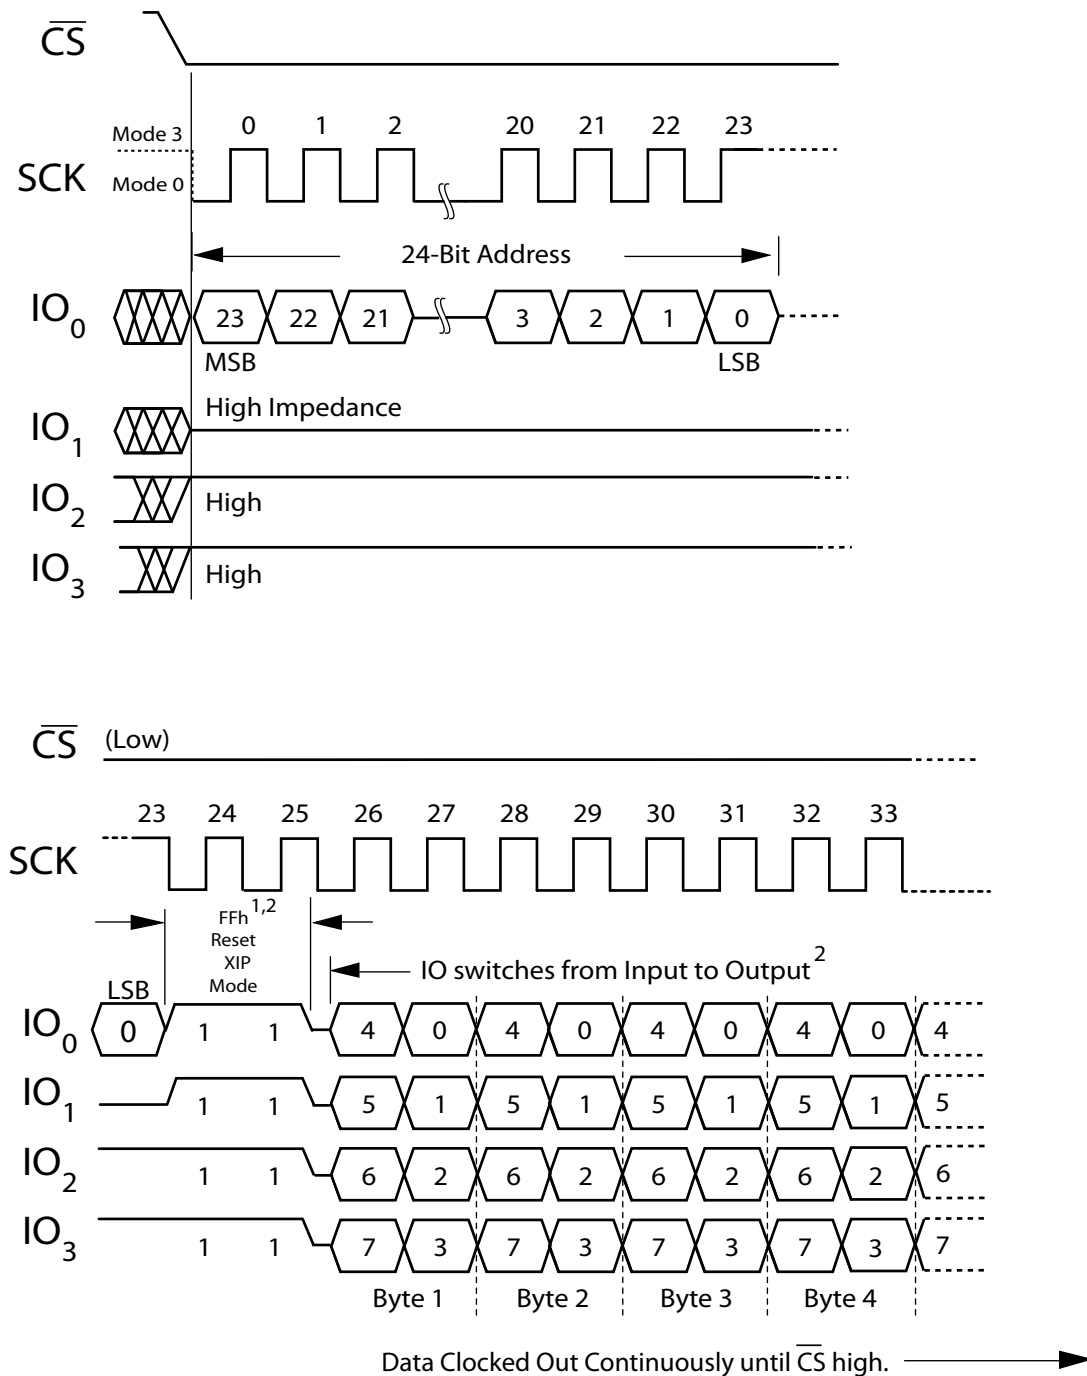 CS
Mode 3
0 1 2 20 21 22 23
SCK
Mode 0
24-Bit Address
IO0 23 22 21 3 2 1 0
MSB LSB
High Impedance
IO1
IO2 High
IO3 High
CS (Low)
23 24 25 26 27 28 29 30 31 32 33
SCK
FFh 1,2
Reset
XIP
Mode
IO switches from Input to Output 2
LSB
IO0 0 1 1 4 0 4 0 4 0 4 0 4
IO1 1 1 5 1 5 1 5 1 5 1 5
IO2 1 1 6 2 6 2 6 2 6 2 6
IO3 1 1 7 3 7 3 7 3 7 3 7
Byte 1 Byte 2 Byte 3 Byte 4
Data Clocked Out Continuously until CS high.